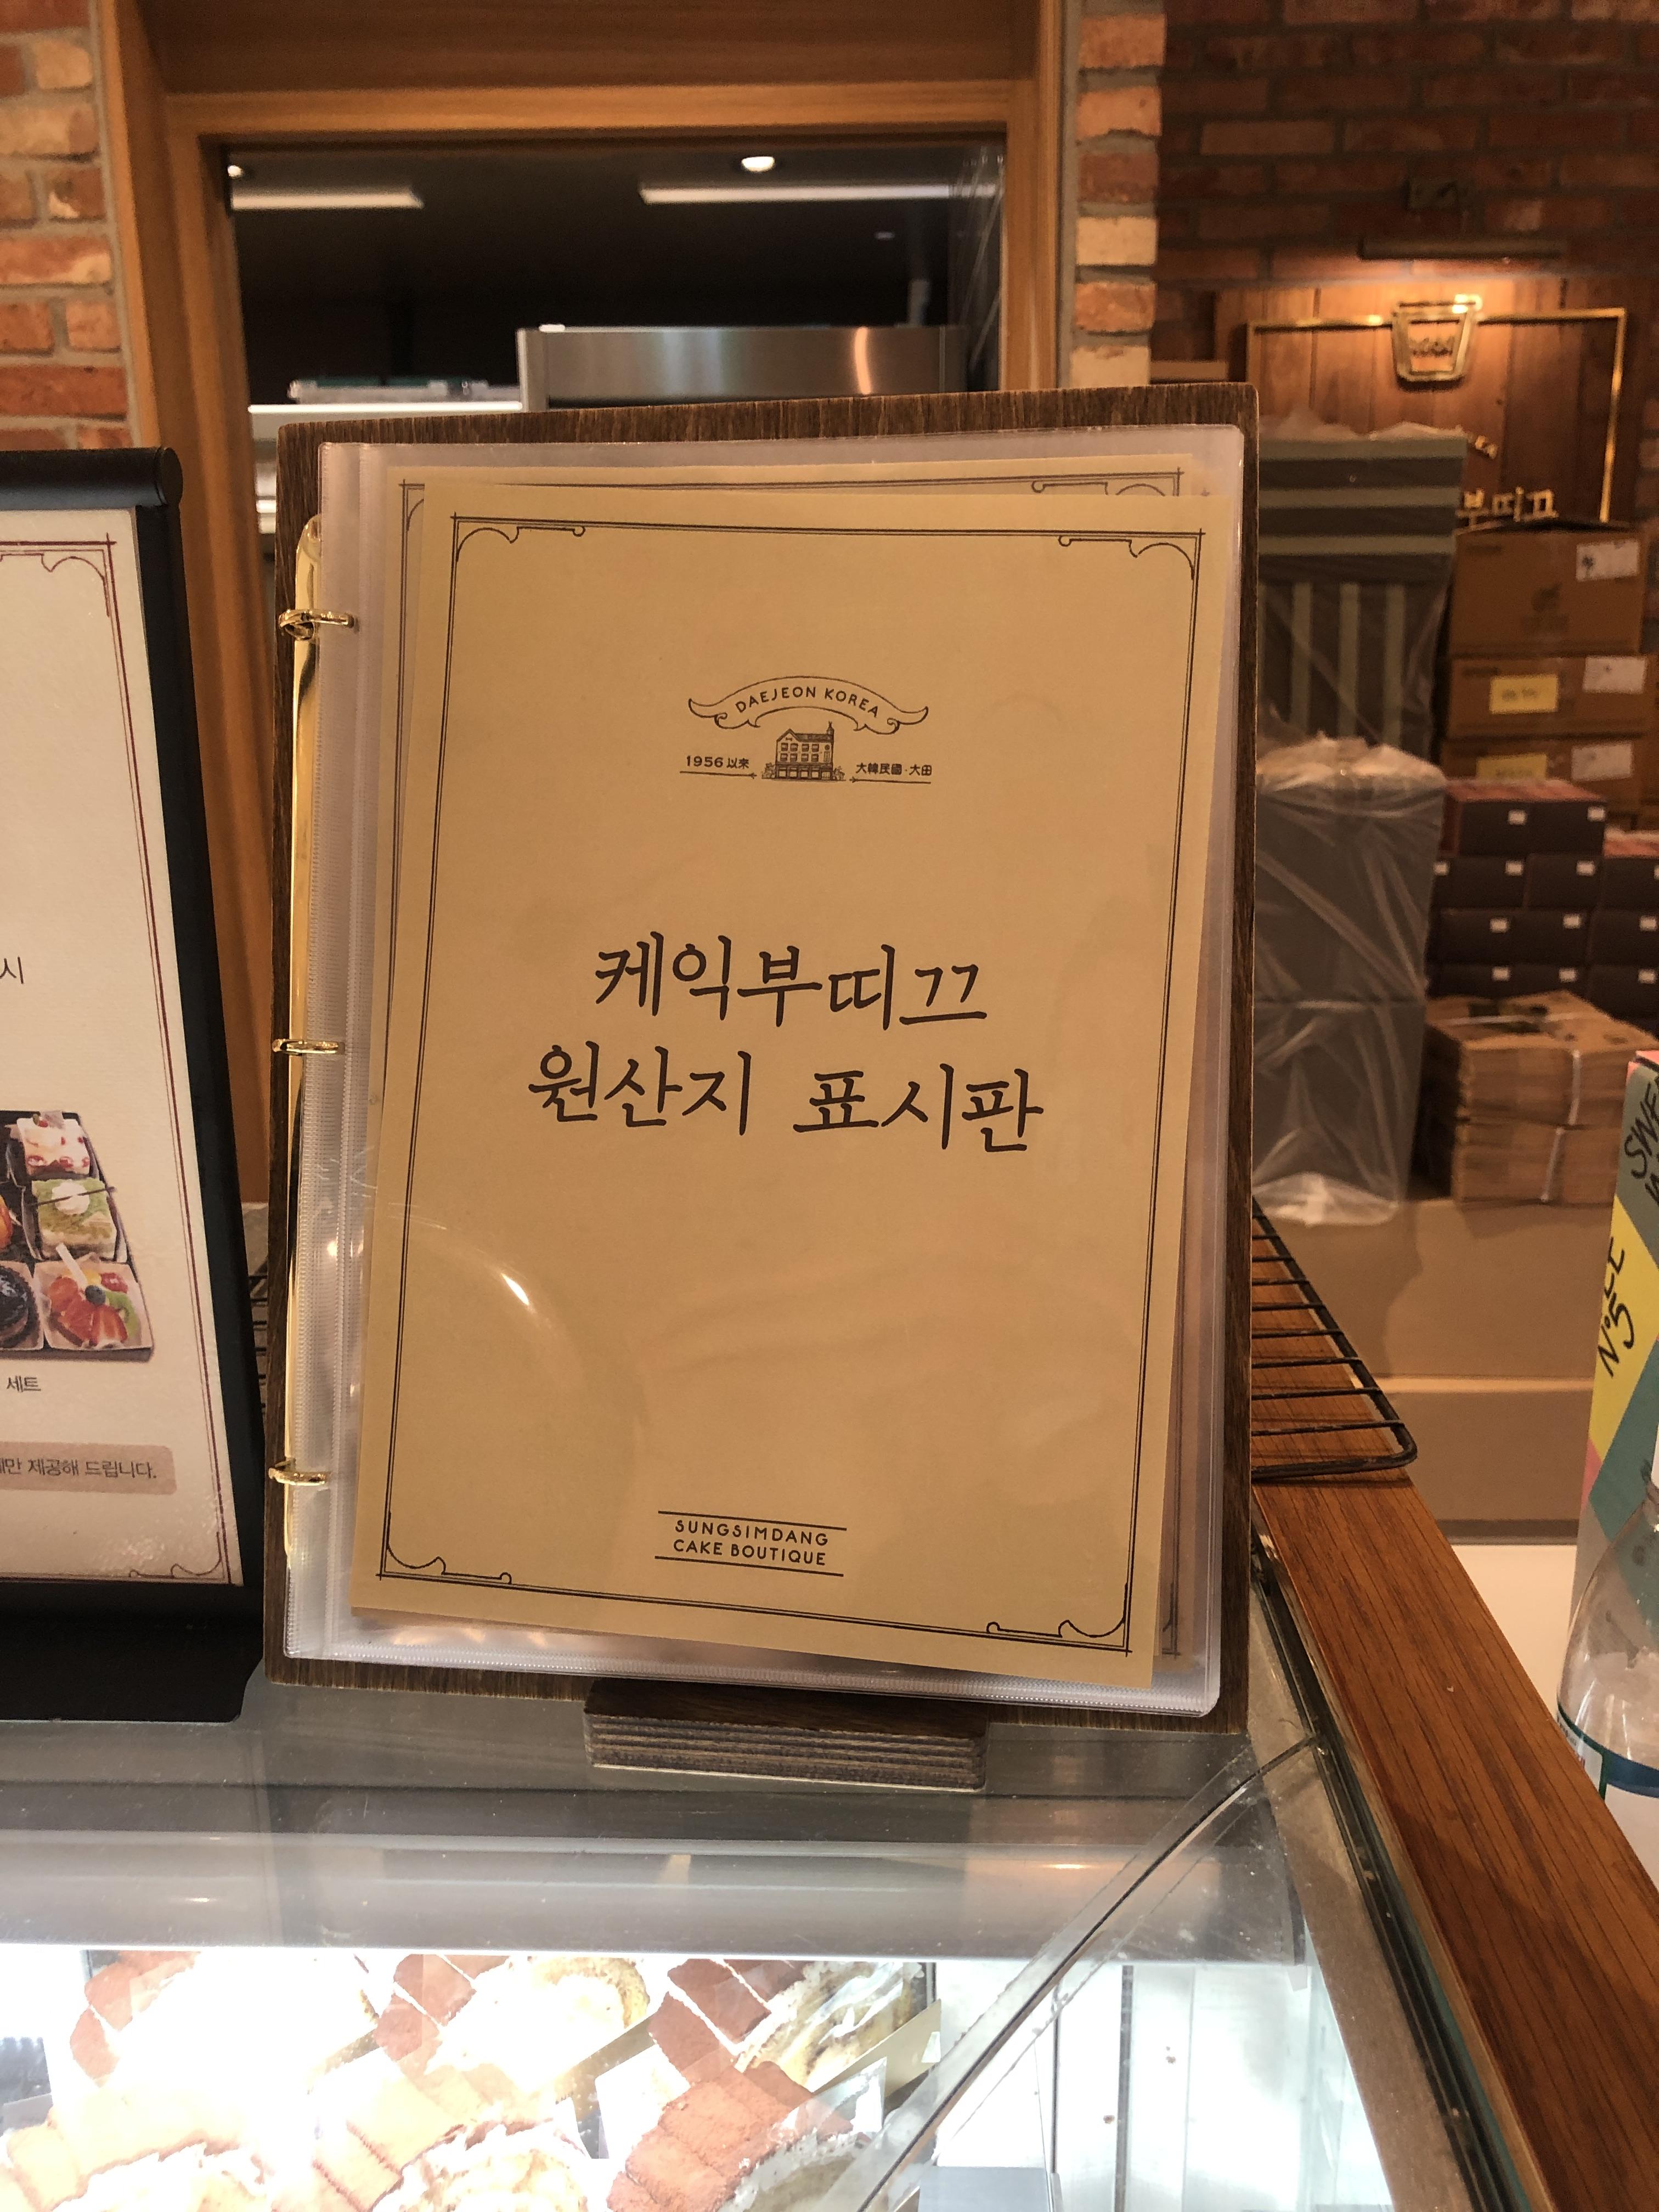 DAEJEON KOREA
1956 以來
大韓民國·大田
케익부띠끄
원산지 표시판
SUNGSIMDANG
CAKE BOUTIQUE
시
세트
만 제공해 드립니다.
부띠끄
Nº5